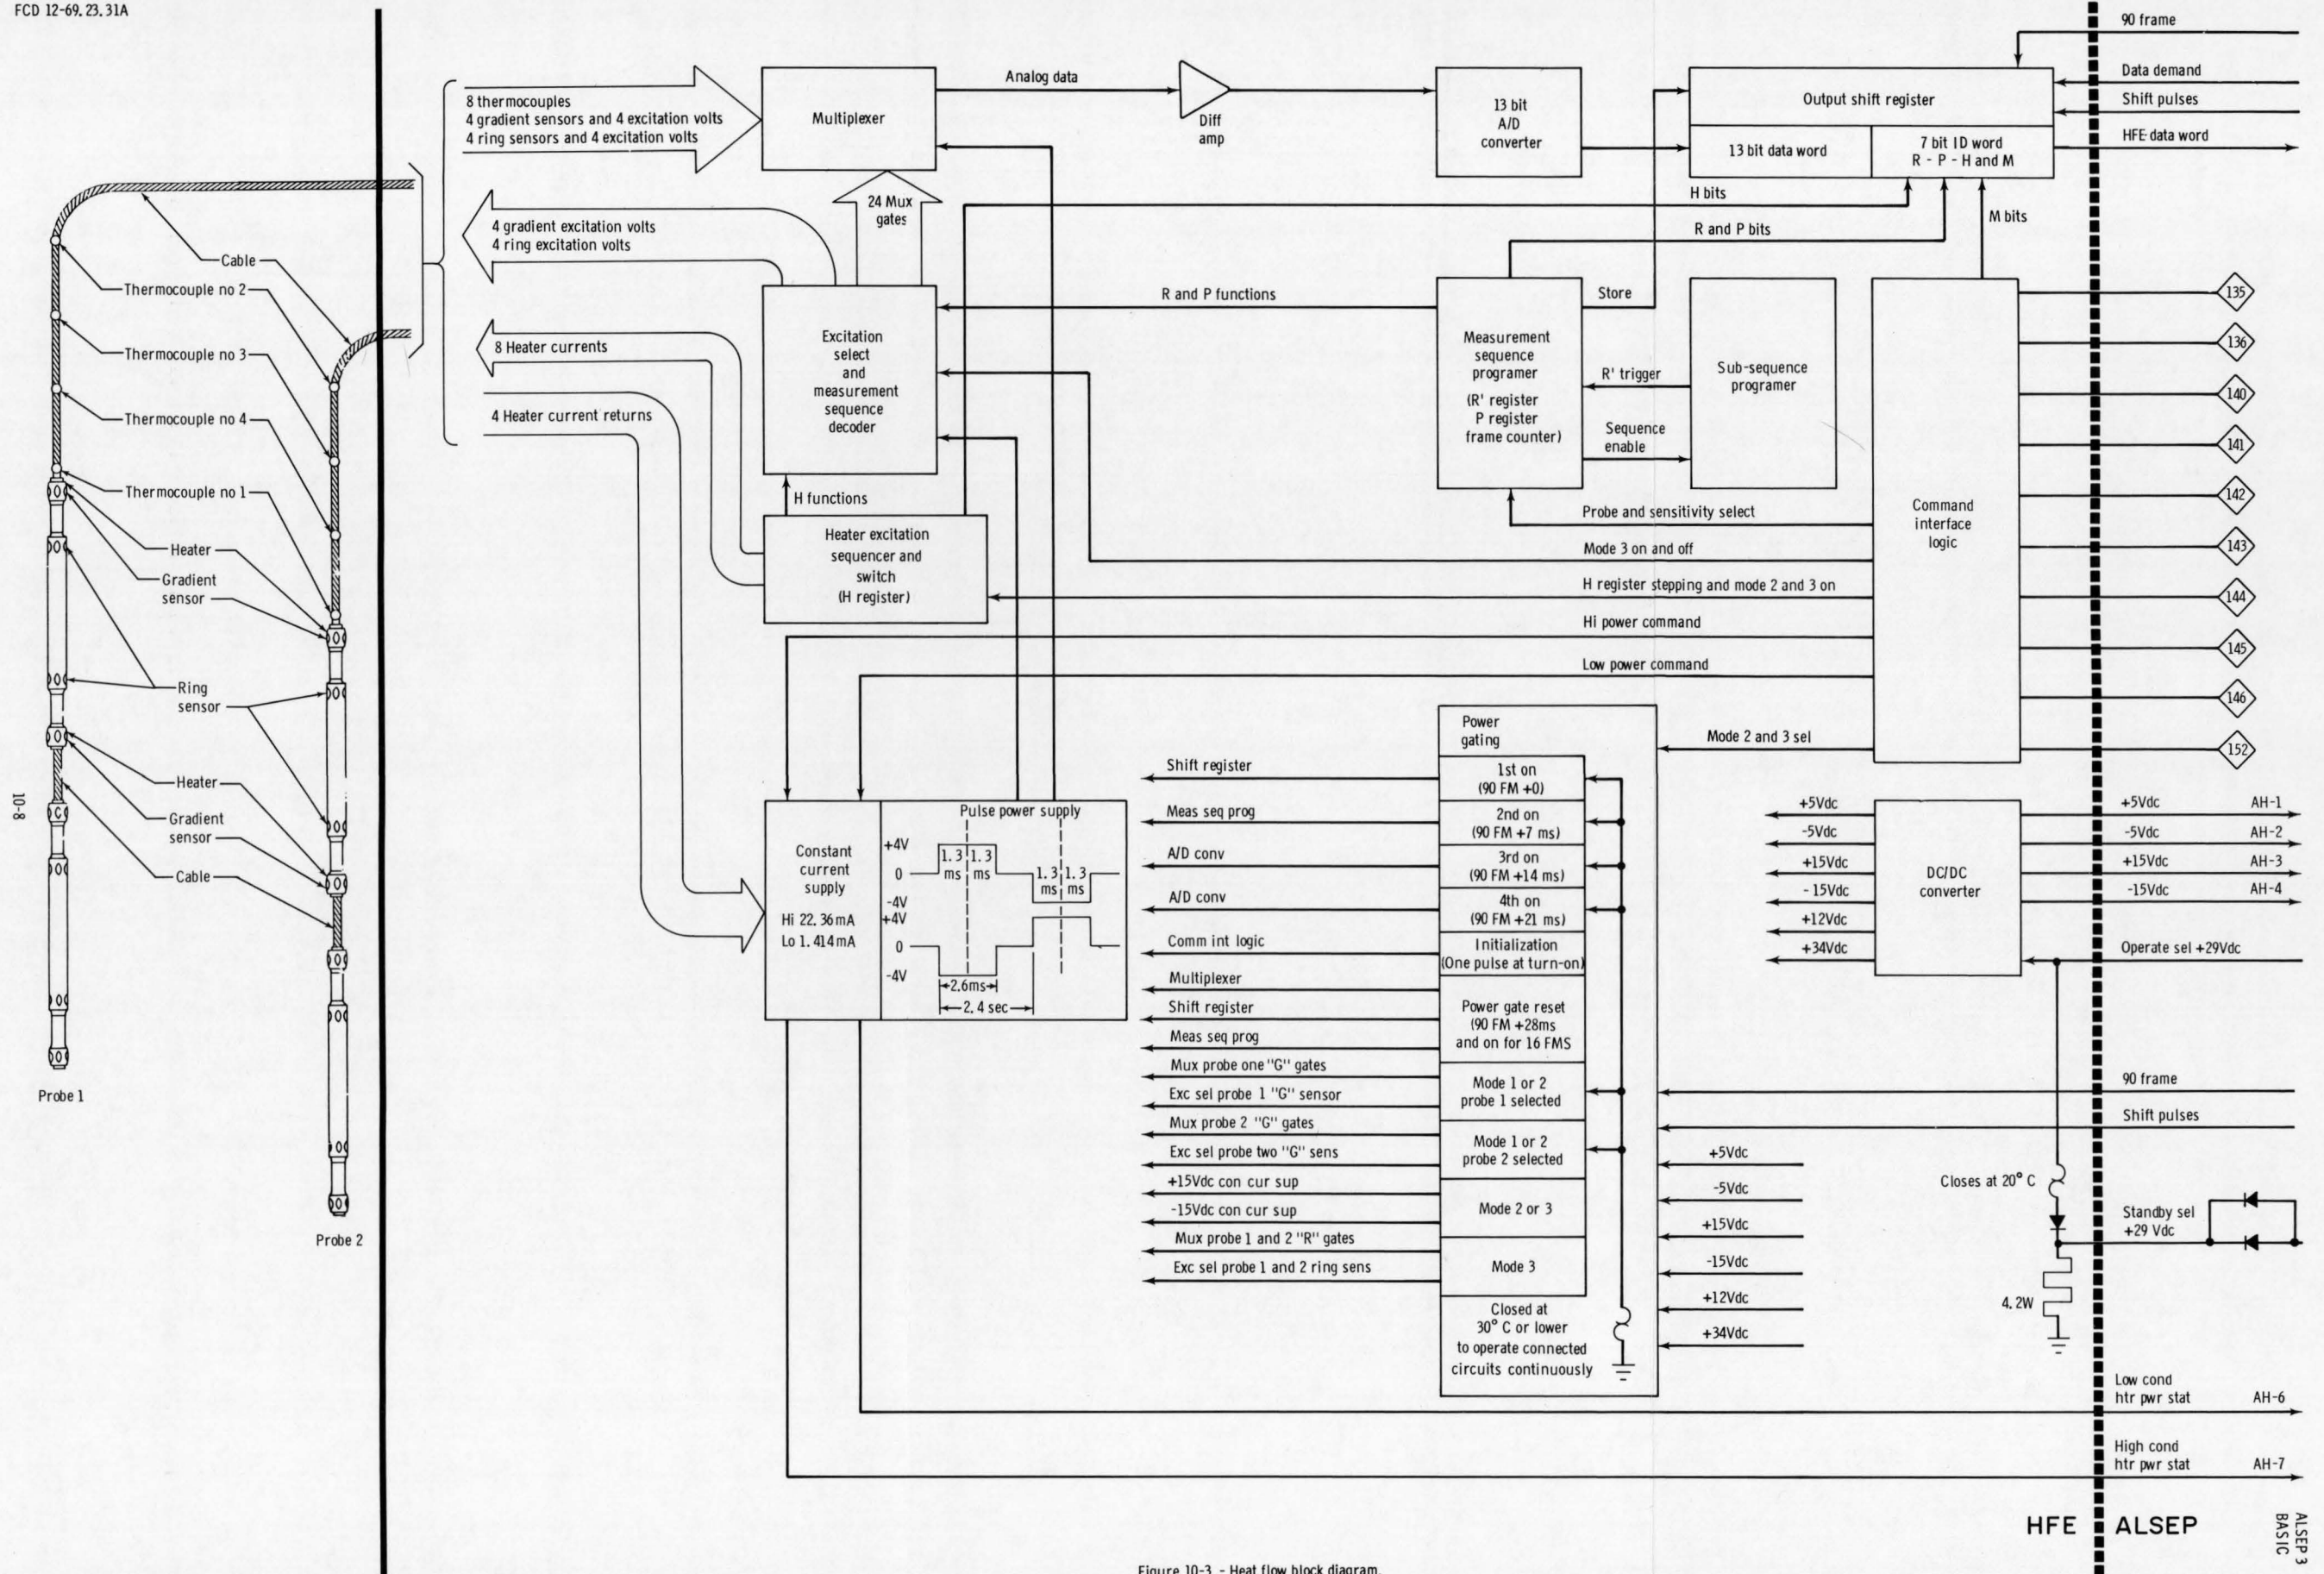 FCD 12-69.23.31A
8 thermocouples
4 gradient sensors and 4 excitation volts
4 ring sensors and 4 excitation volts
Multiplexer
Analog data
Diff
amp
13 bit
A/D
converter
Output shift register
13 bit data word
7 bit ID word
R - P - H and M
90 frame
Data demand
Shift pulses
HFE data word
H bits
M bits
R and P bits
24 Mux
gates
4 gradient excitation volts
4 ring excitation volts
8 Heater currents
4 Heater current returns
Cable
Thermocouple no 2
Thermocouple no 3
Thermocouple no 4
Thermocouple no 1
Heater
Gradient
sensor
Ring
sensor
Heater
Gradient
sensor
Cable
Probe 1
Probe 2
10-8
Excitation
select
and
measurement
sequence
decoder
R and P functions
Measurement
sequence
programer
(R' register
P register
frame counter)
Store
R' trigger
Sequence
enable
Sub-sequence
programer
Command
interface
logic
135
136
140
141
142
143
144
145
146
152
H functions
Heater excitation
sequencer and
switch
(H register)
Probe and sensitivity select
Mode 3 on and off
H register stepping and mode 2 and 3 on
Hi power command
Low power command
Mode 2 and 3 sel
Constant
current
supply
Hi 22.36mA
Lo 1.414mA
Pulse power supply
+4V
0
-4V
+4V
0
-4V
1.3
ms
1.3
ms
1.3
ms
1.3
ms
2.6ms
2.4 sec
Power
gating
1st on
(90 FM +0)
2nd on
(90 FM +7 ms)
3rd on
(90 FM +14 ms)
4th on
(90 FM +21 ms)
Initialization
(One pulse at turn-on)
Power gate reset
(90 FM +28ms
and on for 16 FMS
Mode 1 or 2
probe 1 selected
Mode 1 or 2
probe 2 selected
Mode 2 or 3
Mode 3
Closed at
30° C or lower
to operate connected
circuits continuously
Shift register
Meas seq prog
A/D conv
A/D conv
Comm int logic
Multiplexer
Shift register
Meas seq prog
Mux probe one "G" gates
Exc sel probe 1 "G" sensor
Mux probe 2 "G" gates
Exc sel probe two "G" sens
+15Vdc con cur sup
-15Vdc con cur sup
Mux probe 1 and 2 "R" gates
Exc sel probe 1 and 2 ring sens
+5Vdc
-5Vdc
+15Vdc
-15Vdc
+12Vdc
+34Vdc
DC/DC
converter
+5Vdc AH-1
-5Vdc AH-2
+15Vdc AH-3
-15Vdc AH-4
Operate sel +29Vdc
90 frame
Shift pulses
+5Vdc
-5Vdc
+15Vdc
-15Vdc
+12Vdc
+34Vdc
Closes at 20° C
Standby sel
+29 Vdc
4.2W
Low cond
htr pwr stat AH-6
High cond
htr pwr stat AH-7
HFE ALSEP
ALSEP 3
BASIC
Figure 10-3. - Heat flow block diagram.